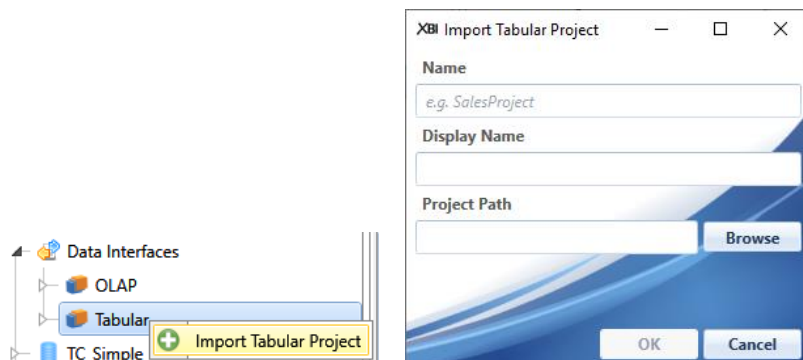 Data Interfaces
OLAP
Tabular
Import Tabular Project
TC Simple
XBI Import Tabular Project
Name
e.g. SalesProject
Display Name
Project Path
Browse
OK
Cancel